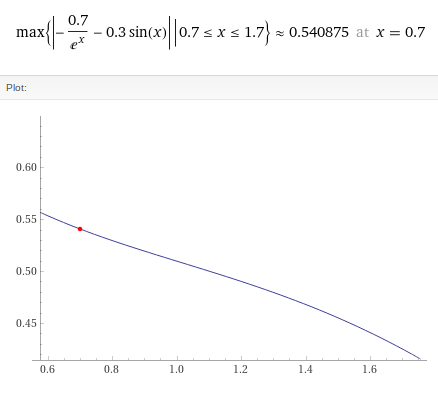 max{|-0.7/e^x - 0.3 sin(x)| | 0.7 ≤ x ≤ 1.7} ≈ 0.540875 at x = 0.7
Plot:
0.60
0.55
0.50
0.45
0.6 0.8 1.0 1.2 1.4 1.6